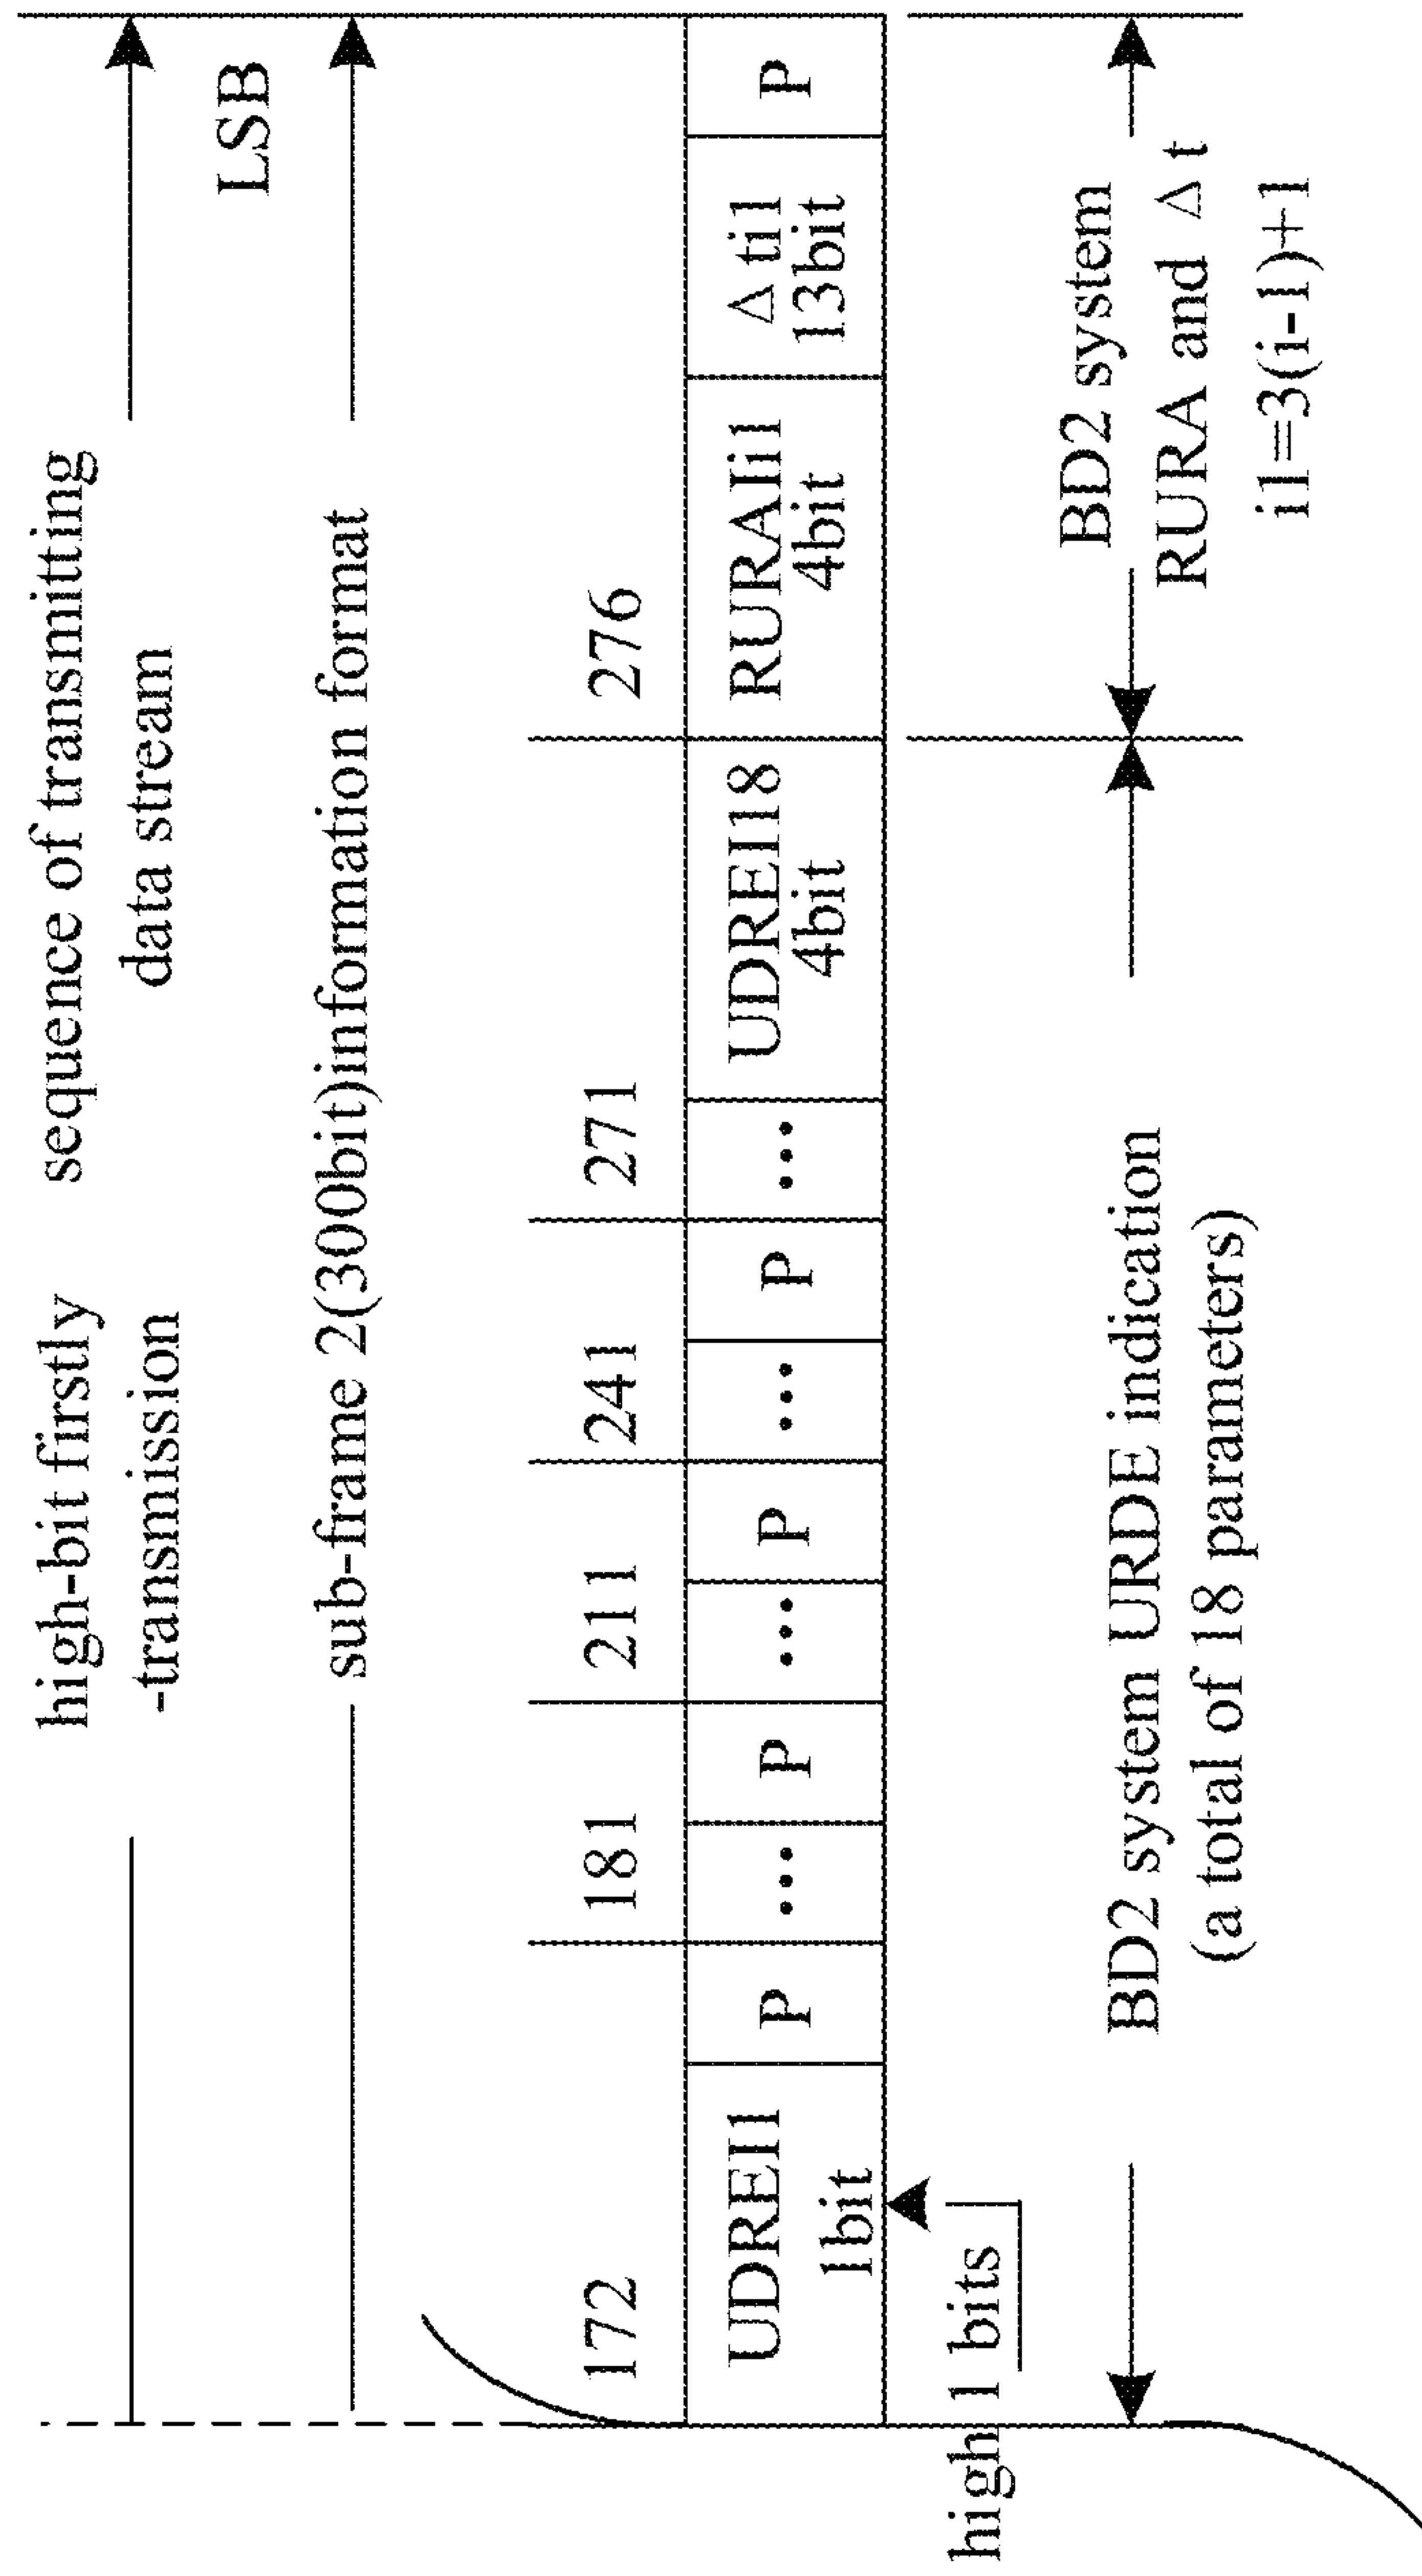 high-bit firstly
-transmission
sequence of transmitting
data stream
LSB
sub-frame 2(300bit)information format
172
181
211
241
271
276
UDREI1
1bit
P
...
P
...
P
...
P
...
UDREI18
4bit
RURAIi1
4bit
△ti1
13bit
P
high 1 bits
BD2 system URDE indication
(a total of 18 parameters)
BD2 system
RURA and △t
i1=3(i-1)+1